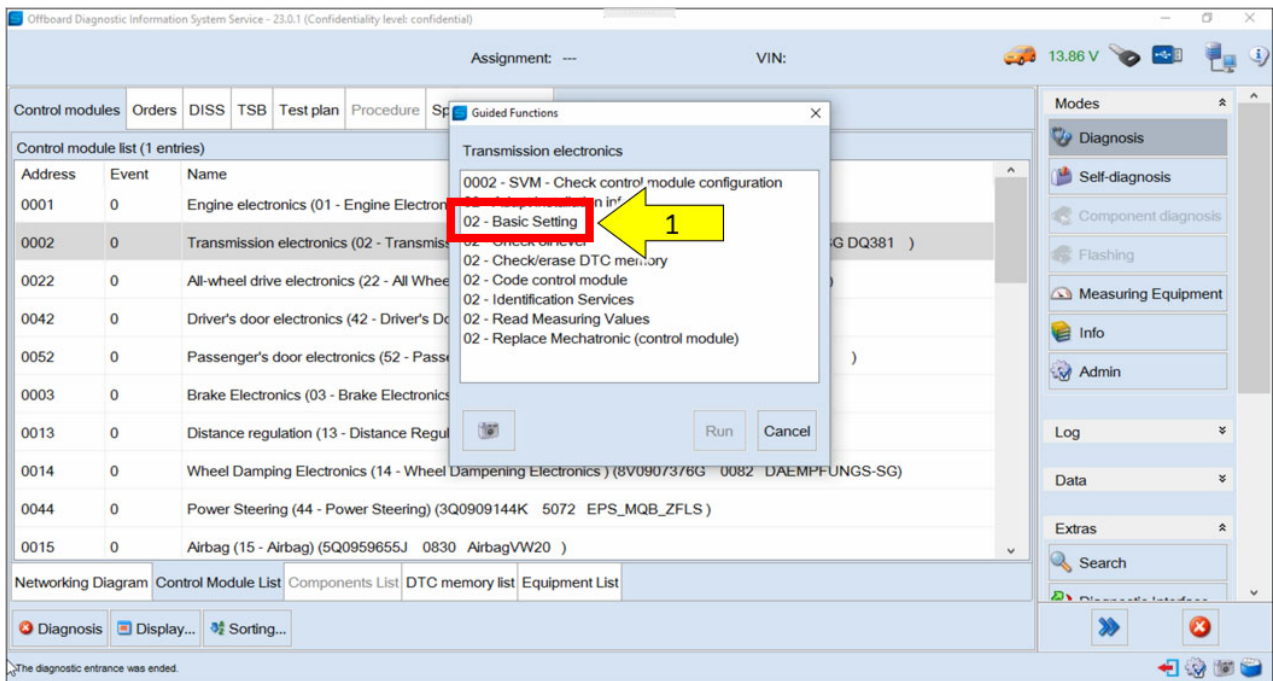 Offboard Diagnostic Information System Service - 23.0.1 (Confidentiality level: confidential)
Assignment: --- VIN: 13.86 V
Control modules Orders DISS TSB Test plan Procedure Sp
Control module list (1 entries)
Address Event Name
0001 0 Engine electronics (01 - Engine Electron
0002 0 Transmission electronics (02 - Transmiss G DQ381 )
0022 0 All-wheel drive electronics (22 - All Whee )
0042 0 Driver's door electronics (42 - Driver's Do
0052 0 Passenger's door electronics (52 - Passe )
0003 0 Brake Electronics (03 - Brake Electronics
0013 0 Distance regulation (13 - Distance Regul
0014 0 Wheel Damping Electronics (14 - Wheel Dampening Electronics ) (8V0907376G 0082 DAEMPFUNGS-SG)
0044 0 Power Steering (44 - Power Steering) (3Q0909144K 5072 EPS_MQB_ZFLS )
0015 0 Airbag (15 - Airbag) (5Q0959655J 0830 AirbagVW20 )
Networking Diagram Control Module List Components List DTC memory list Equipment List
Diagnosis Display... Sorting...
The diagnostic entrance was ended.
Guided Functions
Transmission electronics
0002 - SVM - Check control module configuration
02 - Basic Setting
1
02 - Check oil level
02 - Check/erase DTC memory
02 - Code control module
02 - Identification Services
02 - Read Measuring Values
02 - Replace Mechatronic (control module)
Run Cancel
Modes
Diagnosis
Self-diagnosis
Component diagnosis
Flashing
Measuring Equipment
Info
Admin
Log
Data
Extras
Search